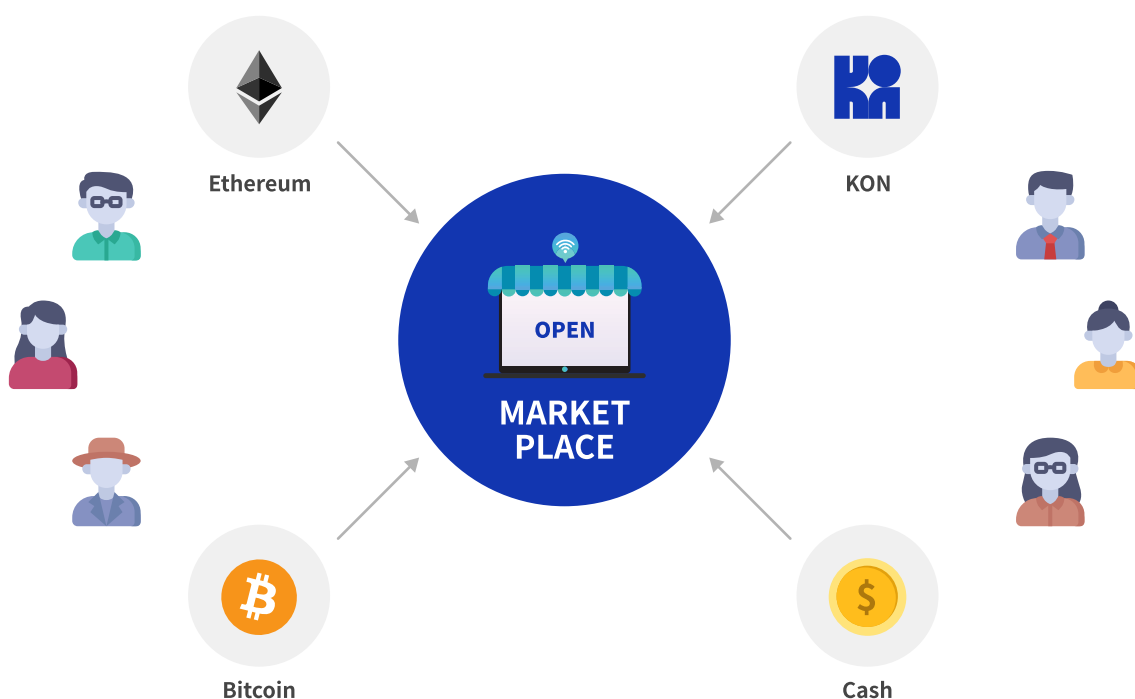 Ethereum
KON
OPEN
MARKET
PLACE
Bitcoin
Cash